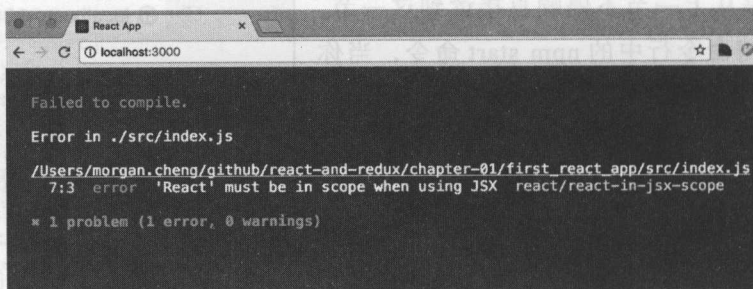 React App
localhost:3000
Failed to compile.
Error in ./src/index.js
/Users/morgan.cheng/github/react-and-redux/chapter-01/first_react_app/src/index.js
7:3 error 'React' must be in scope when using JSX react/react-in-jsx-scope
✖ 1 problem (1 error, 0 warnings)